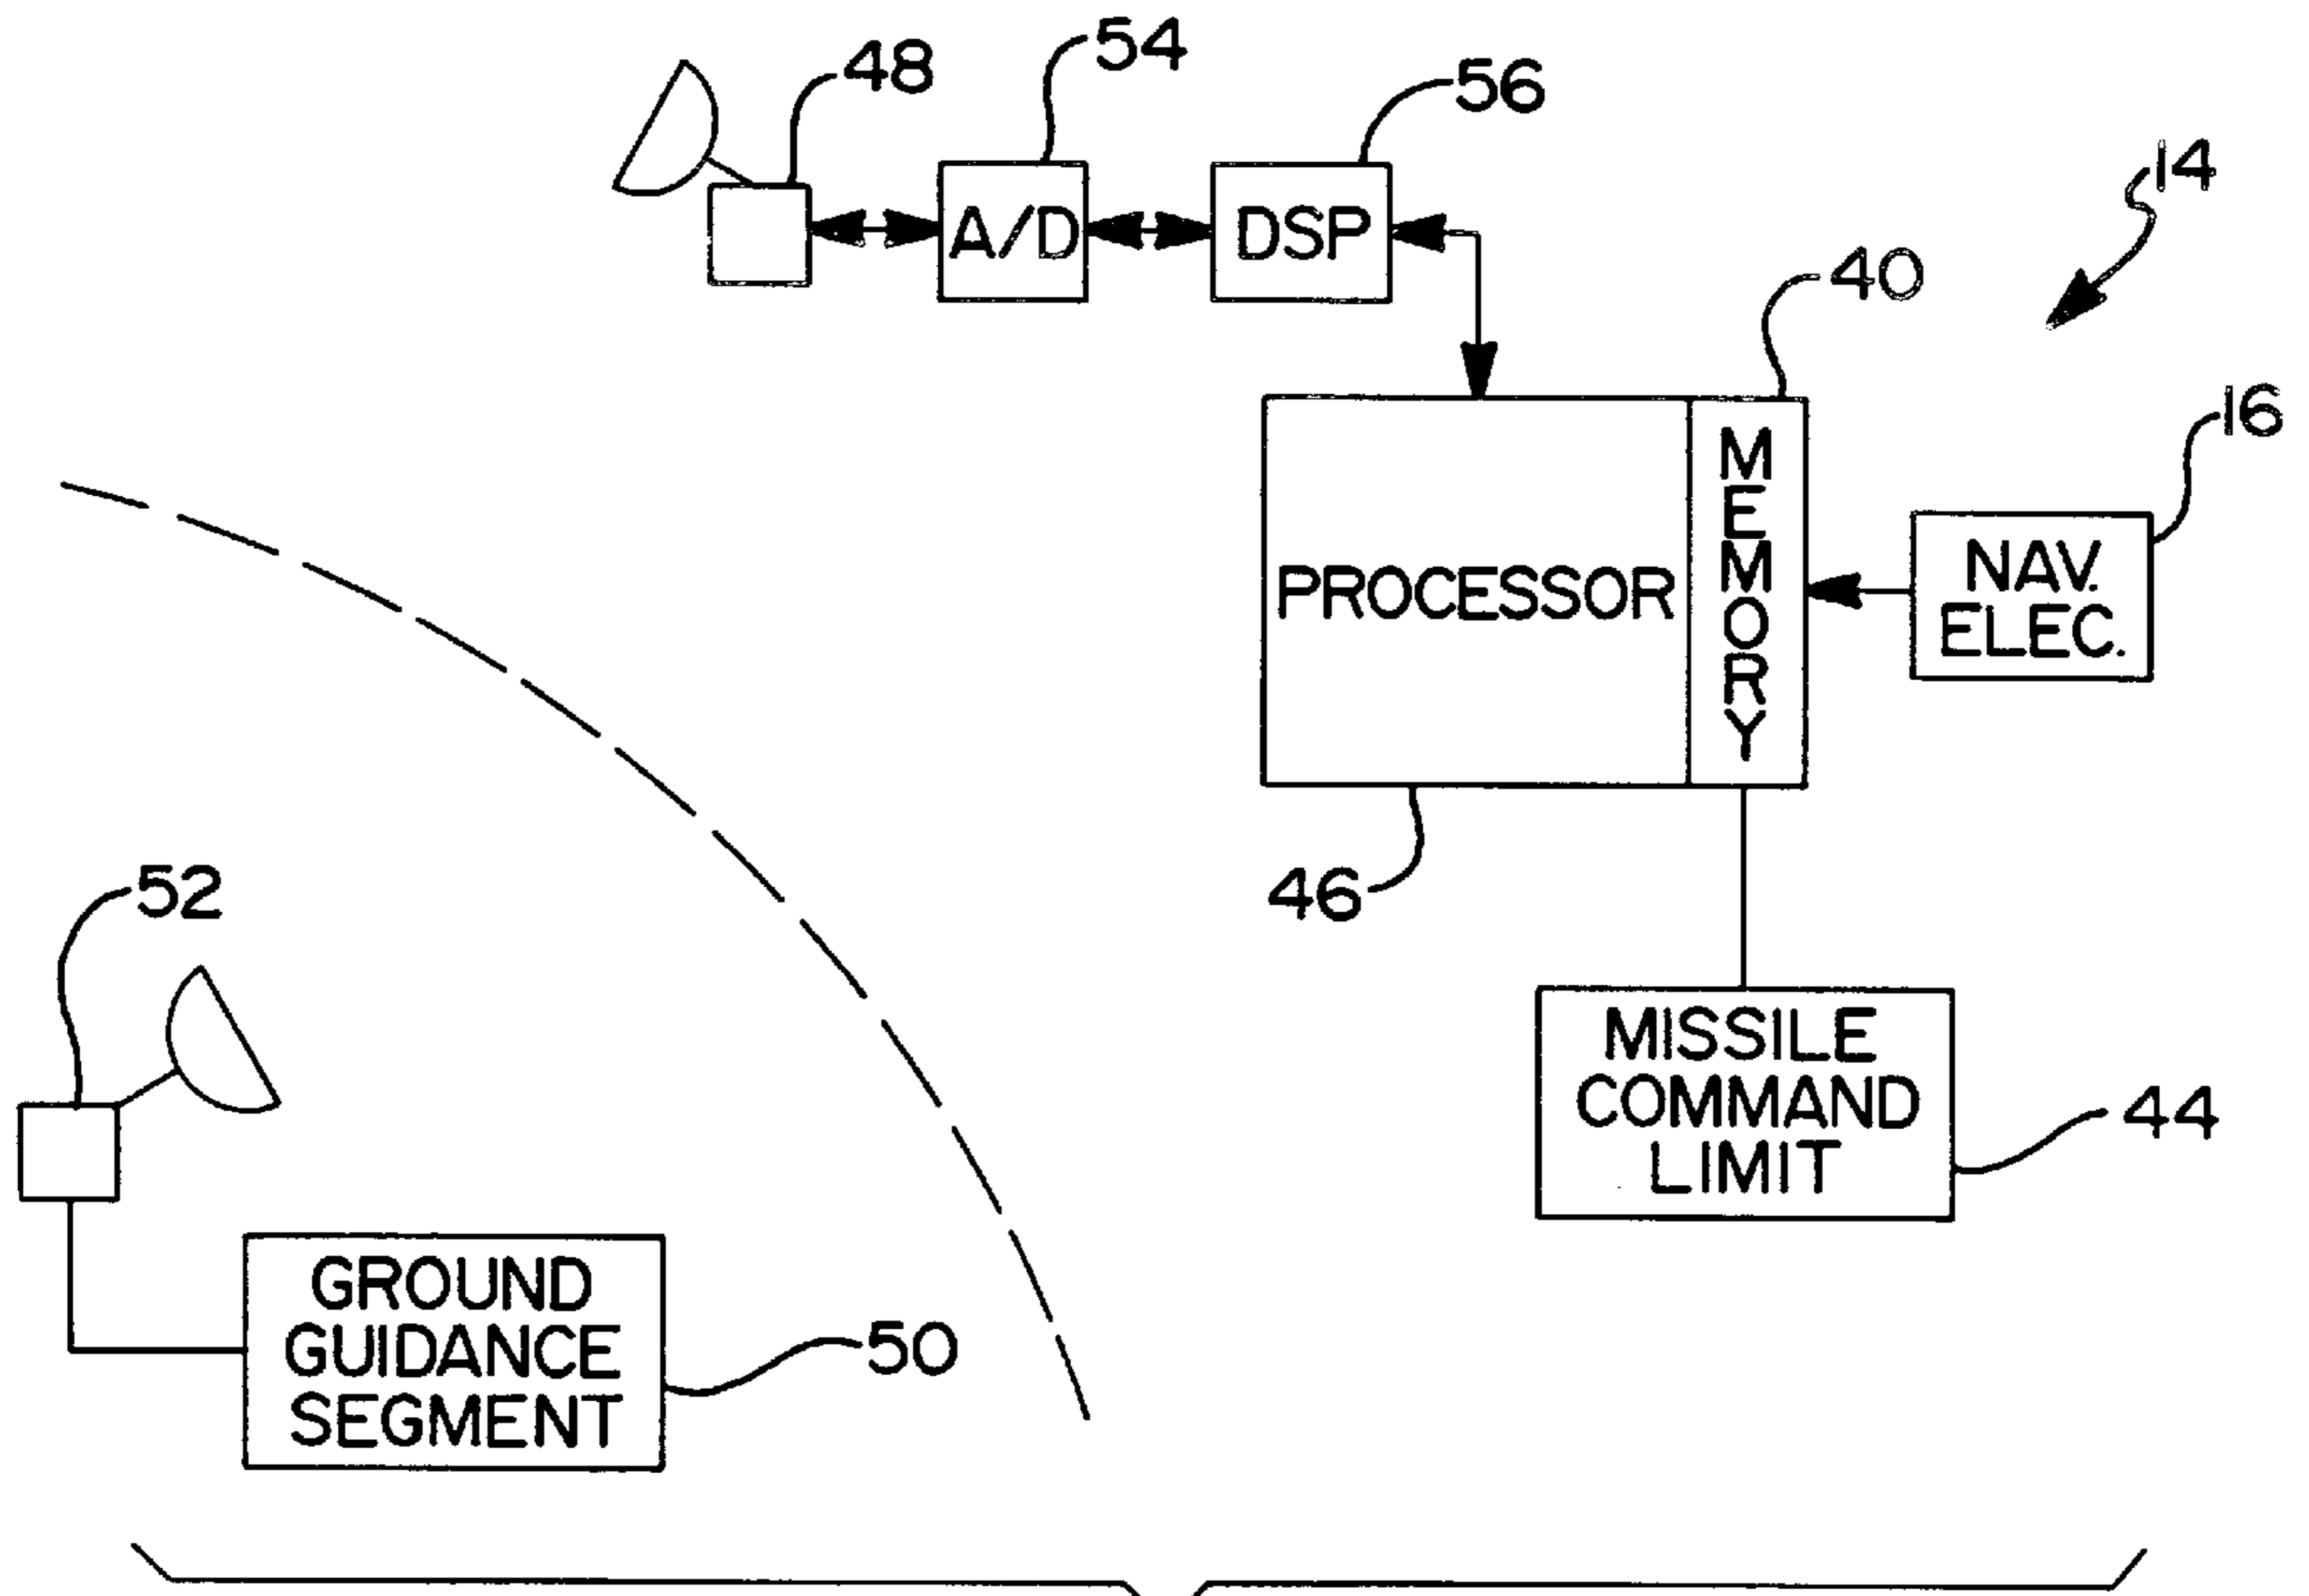 48
54
56
14
A/D
DSP
40
16
MEMORY
NAV.
ELEC.
PROCESSOR
46
52
MISSILE
COMMAND
LIMIT
44
GROUND
GUIDANCE
SEGMENT
50